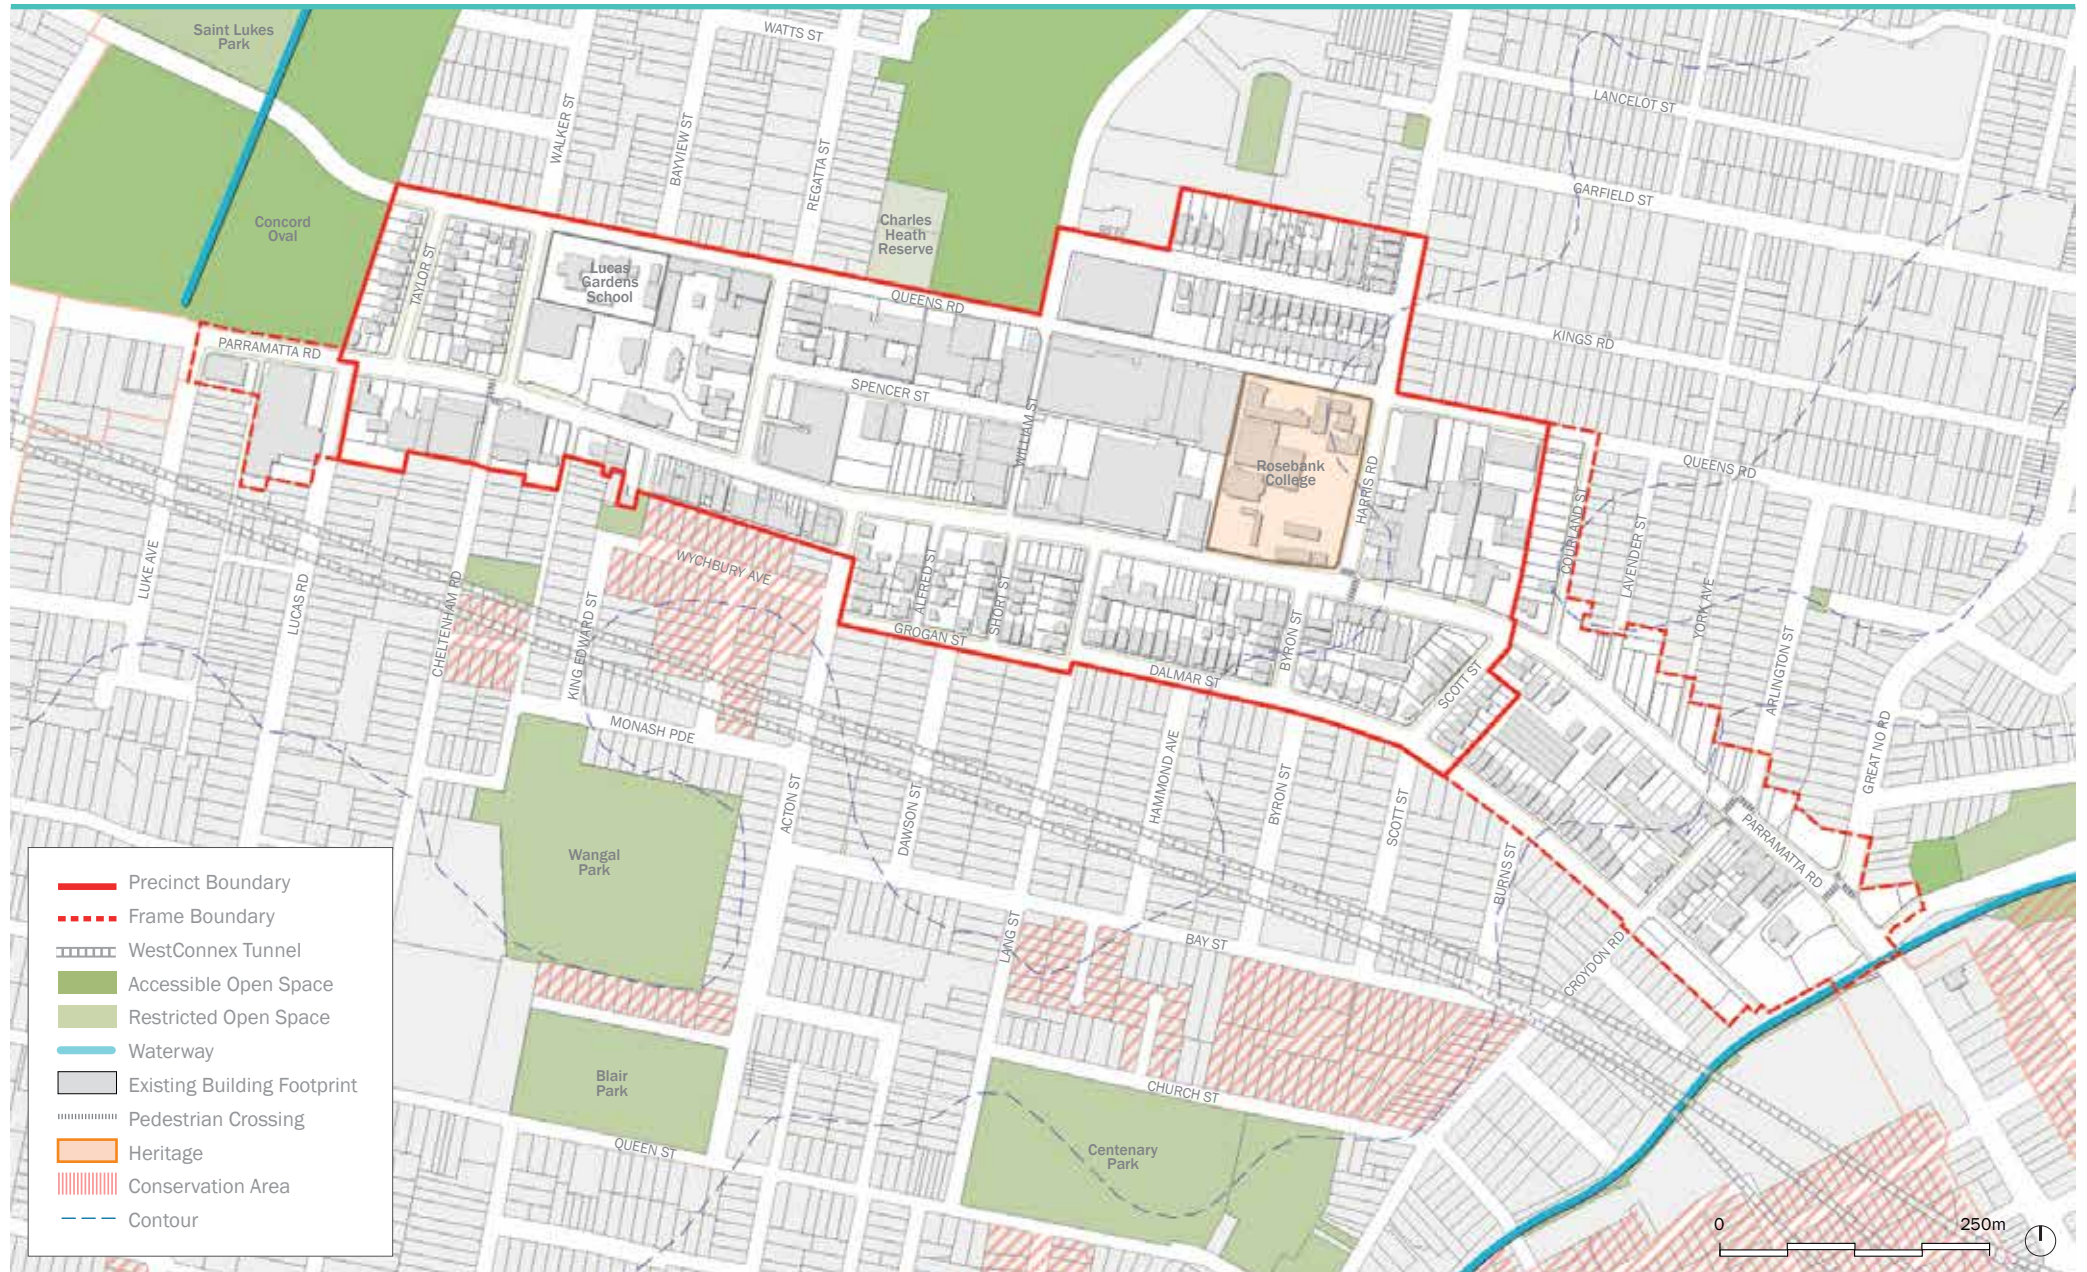 Saint Lukes
Park
WATTS ST
LANCELOT ST
WALKER ST
BAYVIEW ST
REGATTA ST
GARFIELD ST
Concord
Oval
Charles
Heath
Reserve
TAYLOR ST
Lucas
Gardens
School
QUEENS RD
KINGS RD
PARRAMATTA RD
SPENCER ST
WILLIAM ST
Rosebank
College
HARRIS RD
QUEENS RD
COURLAND ST
LAVENDER ST
YORK AVE
ARLINGTON ST
GREAT NO RD
LUKE AVE
LUCAS RD
CHELTENHAM RD
KING EDWARD ST
WYCHBURY AVE
ALFRED ST
SHORT ST
GROGAN ST
DALMAR ST
BYRON ST
SCOTT ST
MONASH PDE
ACTON ST
DAWSON ST
HAMMOND AVE
BYRON ST
SCOTT ST
BURNS ST
PARRAMATTA RD
Wangal
Park
LANG ST
BAY ST
CROYDON RD
Blair
Park
CHURCH ST
QUEEN ST
Centenary
Park
Precinct Boundary
Frame Boundary
WestConnex Tunnel
Accessible Open Space
Restricted Open Space
Waterway
Existing Building Footprint
Pedestrian Crossing
Heritage
Conservation Area
Contour
0 250m